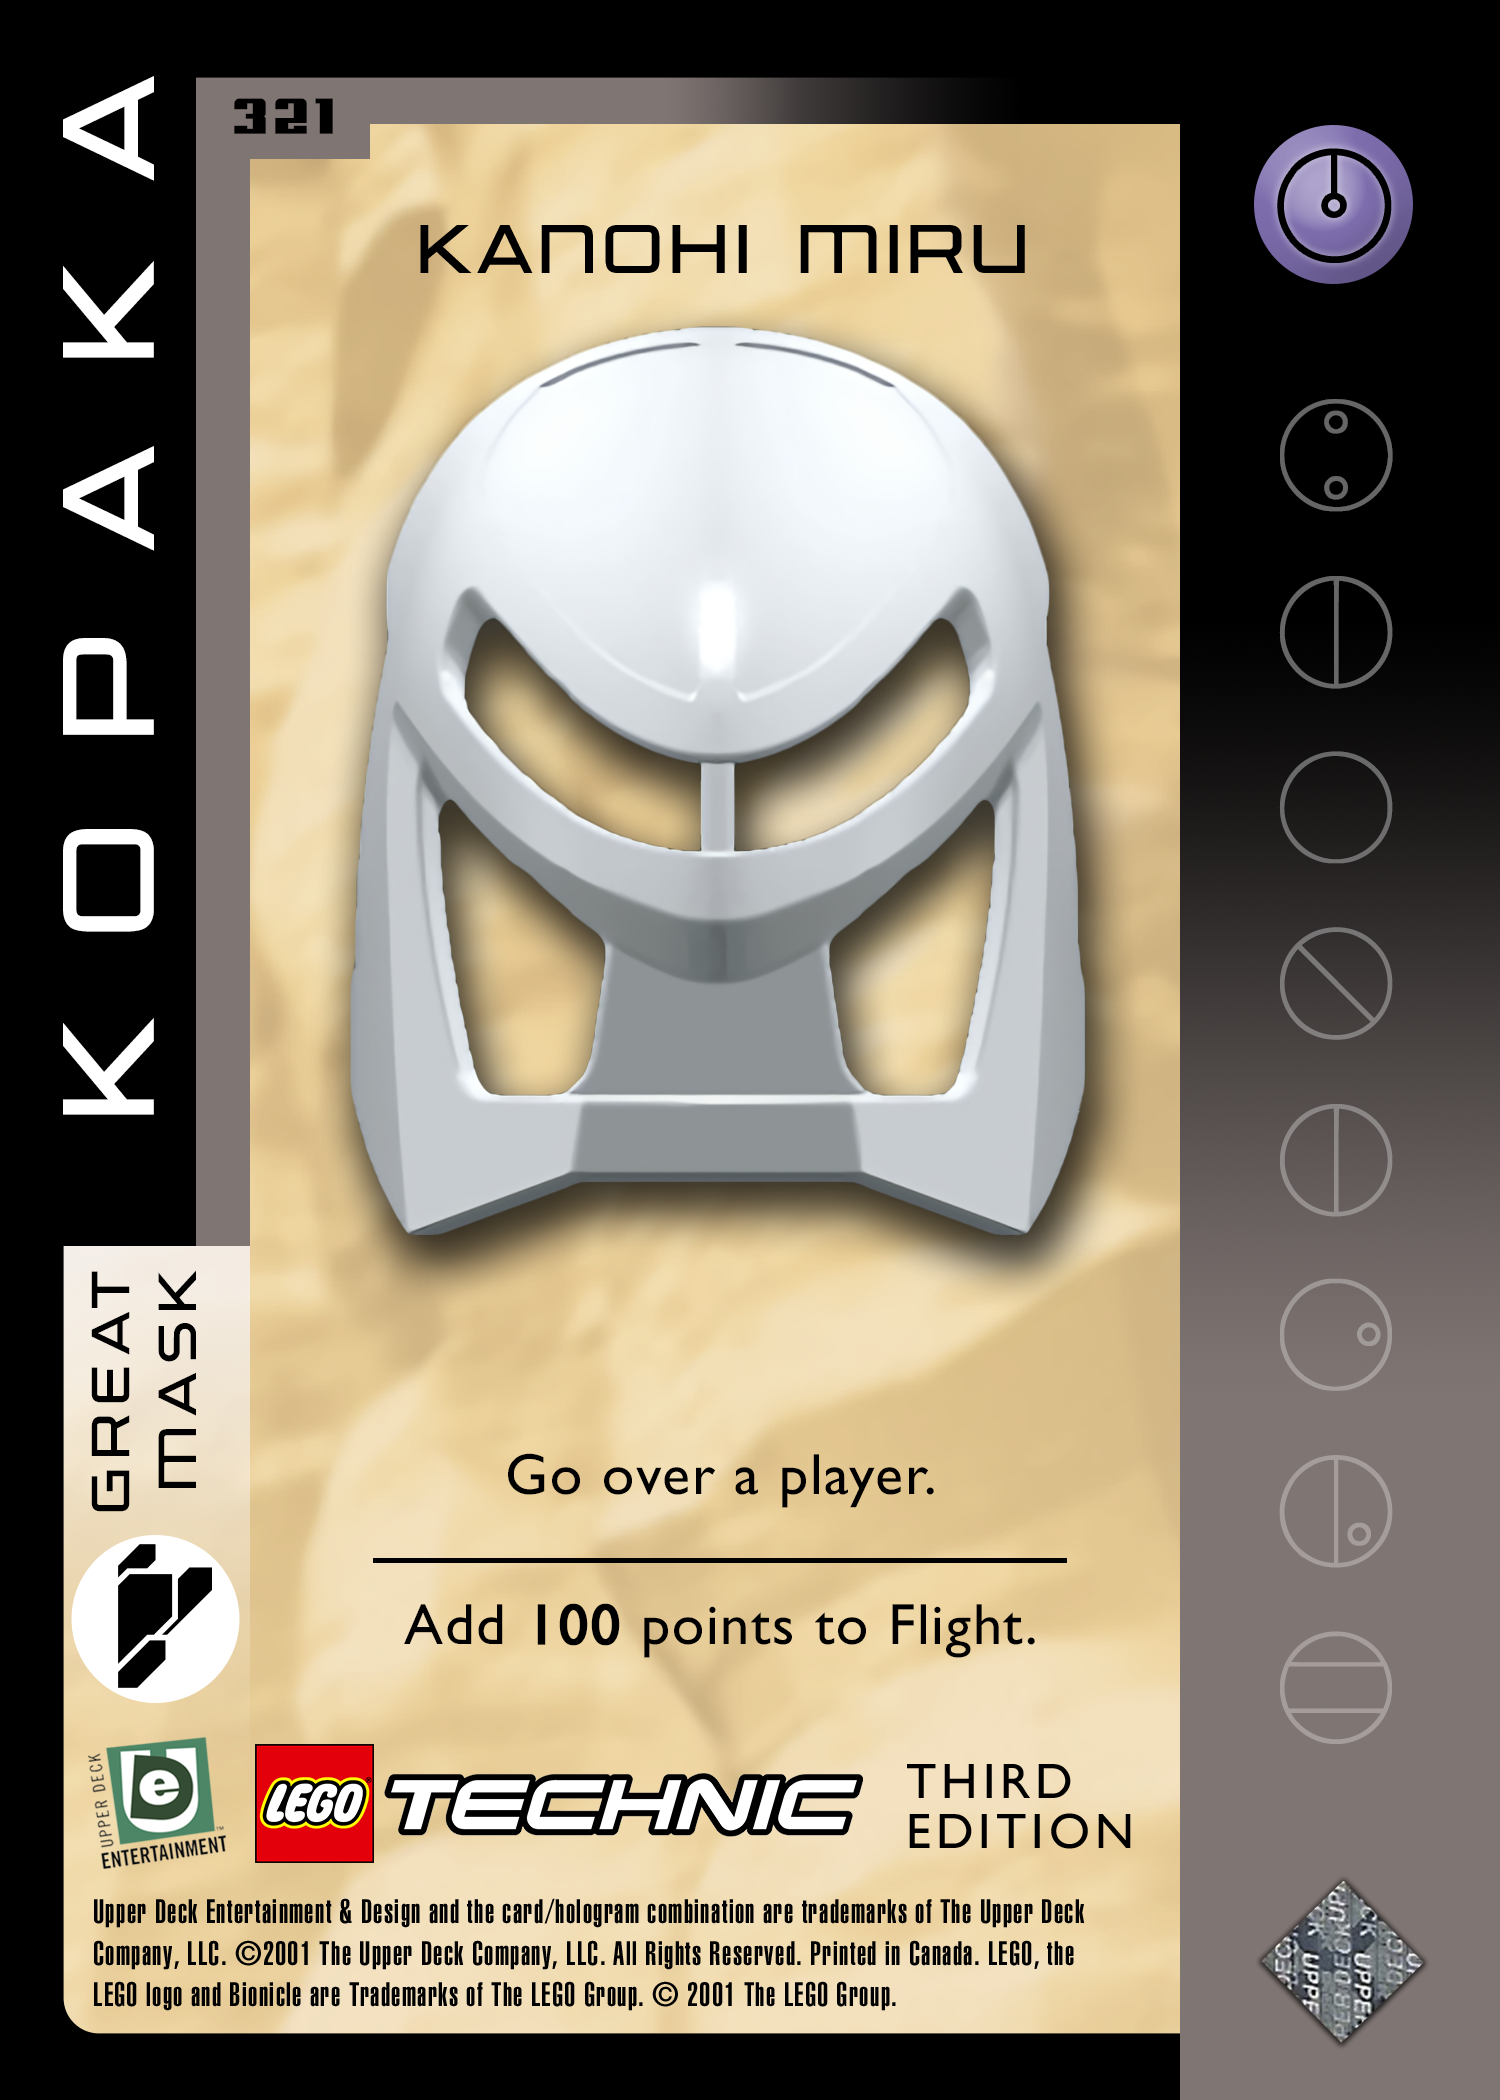 321
KOPAKA
KANOHI MIRU
GREAT
MASK
Go over a player.
Add 100 points to Flight.
UPPER DECK
ENTERTAINMENT
LEGO TECHNIC
THIRD
EDITION
Upper Deck Entertainment & Design and the card/hologram combination are trademarks of The Upper Deck
Company, LLC. ©2001 The Upper Deck Company, LLC. All Rights Reserved. Printed in Canada. LEGO, the
LEGO logo and Bionicle are Trademarks of The LEGO Group. © 2001 The LEGO Group.